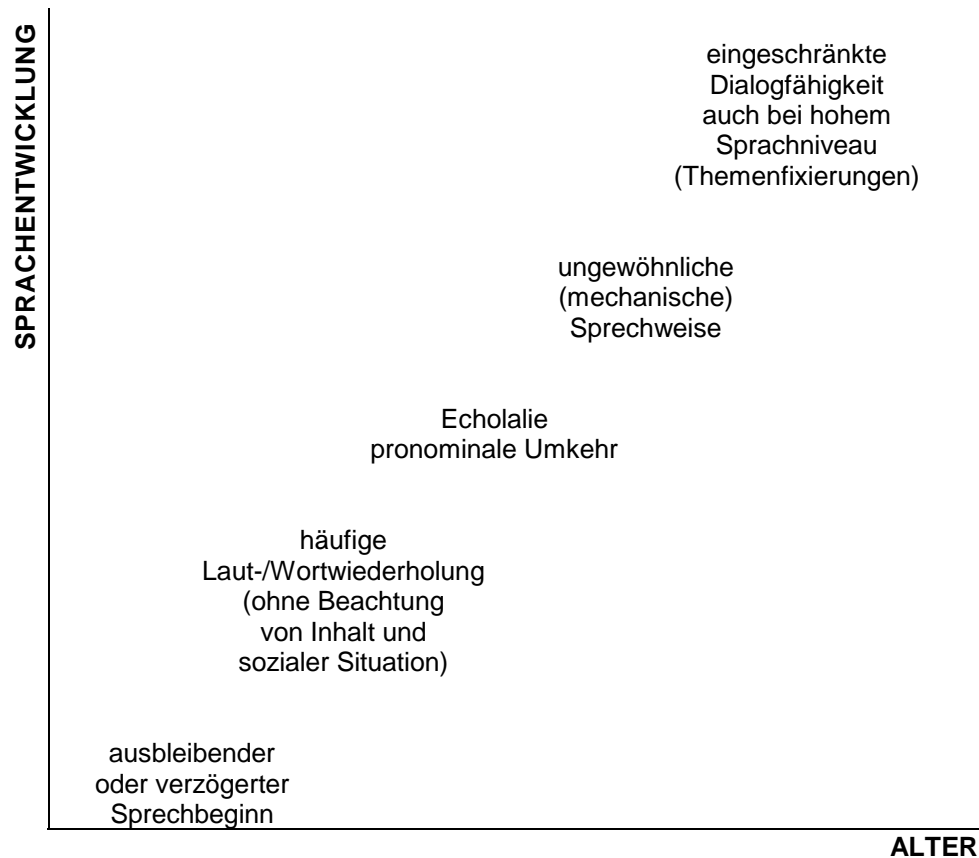 SPRACHENTWICKLUNG
eingeschränkte
Dialogfähigkeit
auch bei hohem
Sprachniveau
(Themenfixierungen)
ungewöhnliche
(mechanische)
Sprechweise
Echolalie
pronominale Umkehr
häufige
Laut-/Wortwiederholung
(ohne Beachtung
von Inhalt und
sozialer Situation)
ausbleibender
oder verzögerter
Sprechbeginn
ALTER